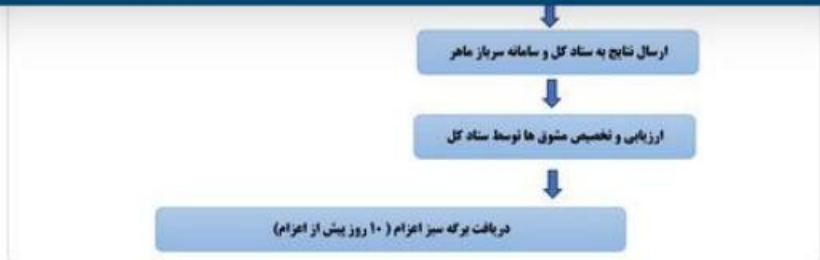 ارسال نتایج به ستاد کل و سامانه سرباز ماهر
ارزیابی و تخصیص مشوق ها توسط ستاد کل
دریافت برگه سبز اعزام ( ۱۰ روز پیش از اعزام)